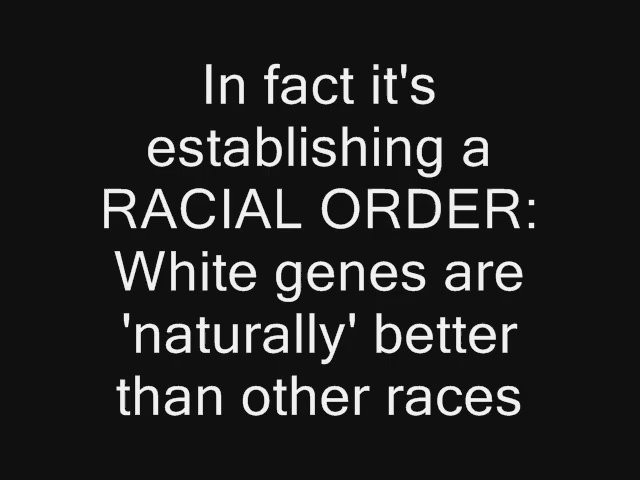 In fact it's
establishing a
RACIAL ORDER:
White genes are
'naturally' better
than other races